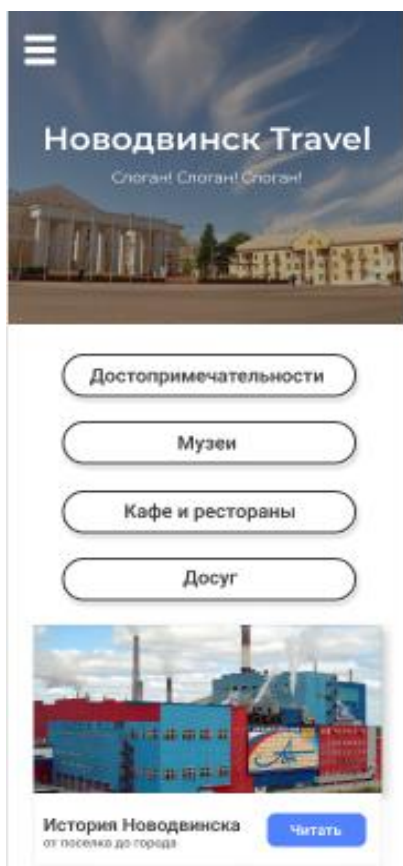 Новодвинск Travel
Слоган! Слоган! Слоган!
Достопримечательности
Музеи
Кафе и рестораны
Досуг
История Новодвинска
от поселка до города
Читать